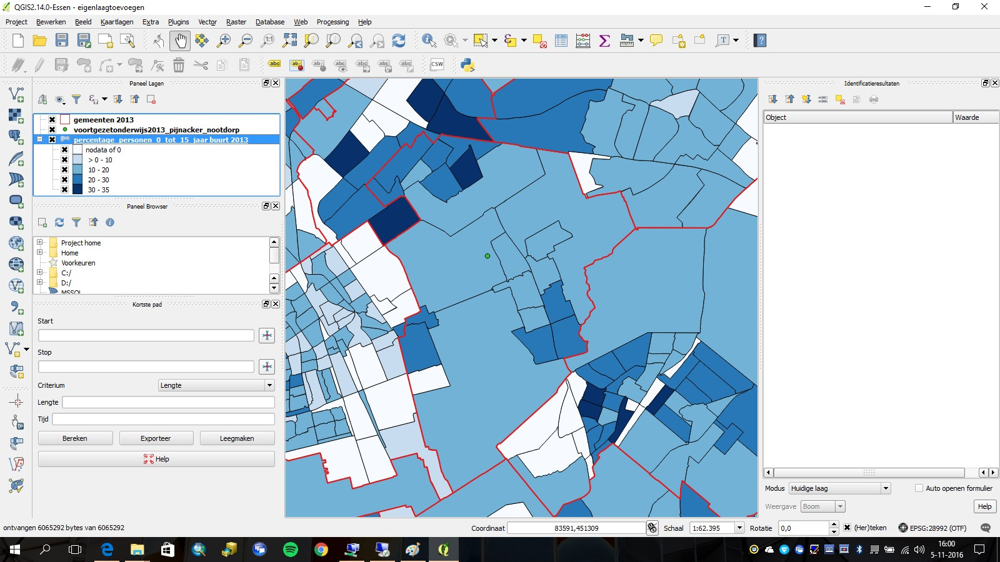 QGIS2.14.0-Essen - eigenlaagtoevoegen
Project Bewerken Beeld Kaartlagen Extra Plugins Vector Raster Database Web Processing Help
1:1
T
?
abc abc abc abc abc abc abc CSW
Paneel Lagen
gemeenten 2013
voortgezetonderwijs2013_pijnacker_nootdorp
percentage_personen_0_tot_15_jaar buurt 2013
nodata of 0
> 0 - 10
10 - 20
20 - 30
30 - 35
Paneel Browser
Project home
Home
Voorkeuren
C:/
D:/
MSSQL
Kortste pad
Start
Stop
Criterium Lengte
Lengte
Tijd
Bereken Exporteer Leegmaken
Help
Identificatieresultaten
Object Waarde
Modus Huidige laag Auto openen formulier
Weergave Boom Help
ontvangen 6065292 bytes van 6065292 Coordinaat 83591,451309 Schaal 1:62.395 Rotatie 0,0 (Her)teken EPSG:28992 (OTF)
16:00
5-11-2016